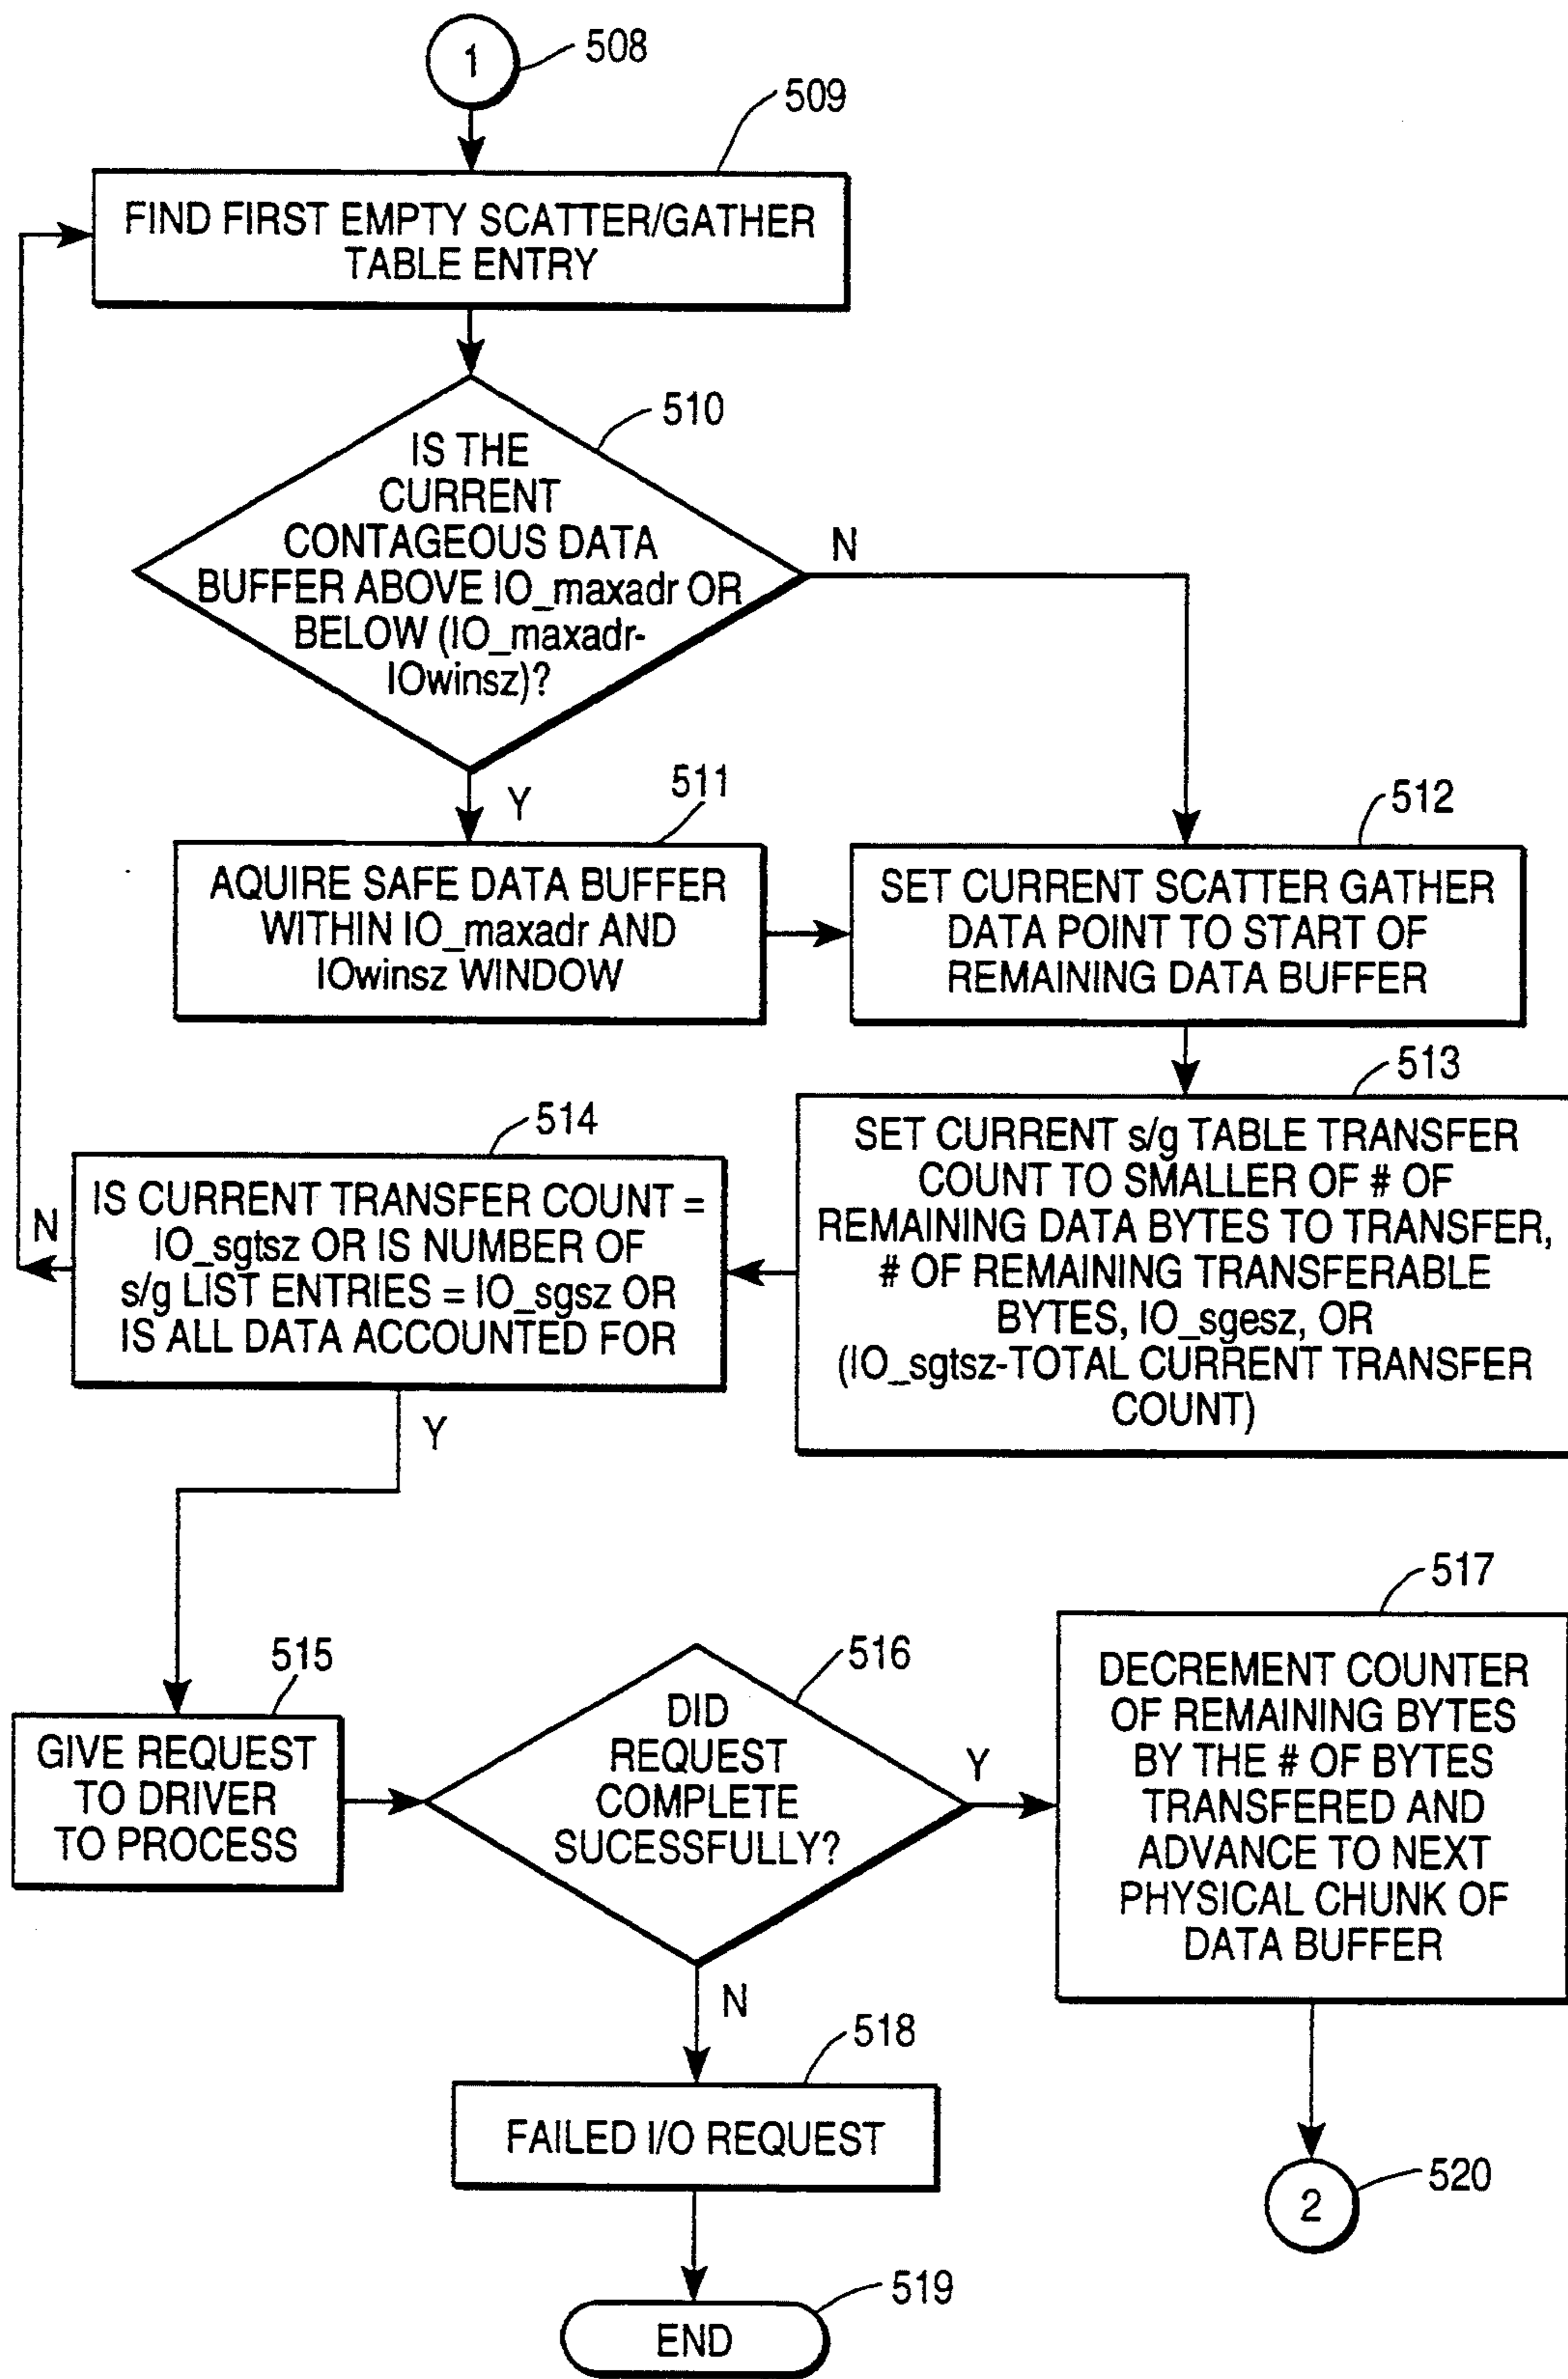 1
508
509
FIND FIRST EMPTY SCATTER/GATHER
TABLE ENTRY
510
IS THE
CURRENT
CONTAGEOUS DATA
BUFFER ABOVE IO_maxadr OR
BELOW (IO_maxadr-
IOwinsz)?
N
Y
511
AQUIRE SAFE DATA BUFFER
WITHIN IO_maxadr AND
IOwinsz WINDOW
512
SET CURRENT SCATTER GATHER
DATA POINT TO START OF
REMAINING DATA BUFFER
513
SET CURRENT s/g TABLE TRANSFER
COUNT TO SMALLER OF # OF
REMAINING DATA BYTES TO TRANSFER,
# OF REMAINING TRANSFERABLE
BYTES, IO_sgesz, OR
(IO_sgtsz-TOTAL CURRENT TRANSFER
COUNT)
514
IS CURRENT TRANSFER COUNT =
IO_sgtsz OR IS NUMBER OF
s/g LIST ENTRIES = IO_sgsz OR
IS ALL DATA ACCOUNTED FOR
N
Y
515
GIVE REQUEST
TO DRIVER
TO PROCESS
516
DID
REQUEST
COMPLETE
SUCESSFULLY?
Y
N
517
DECREMENT COUNTER
OF REMAINING BYTES
BY THE # OF BYTES
TRANSFERED AND
ADVANCE TO NEXT
PHYSICAL CHUNK OF
DATA BUFFER
518
FAILED I/O REQUEST
519
END
2
520